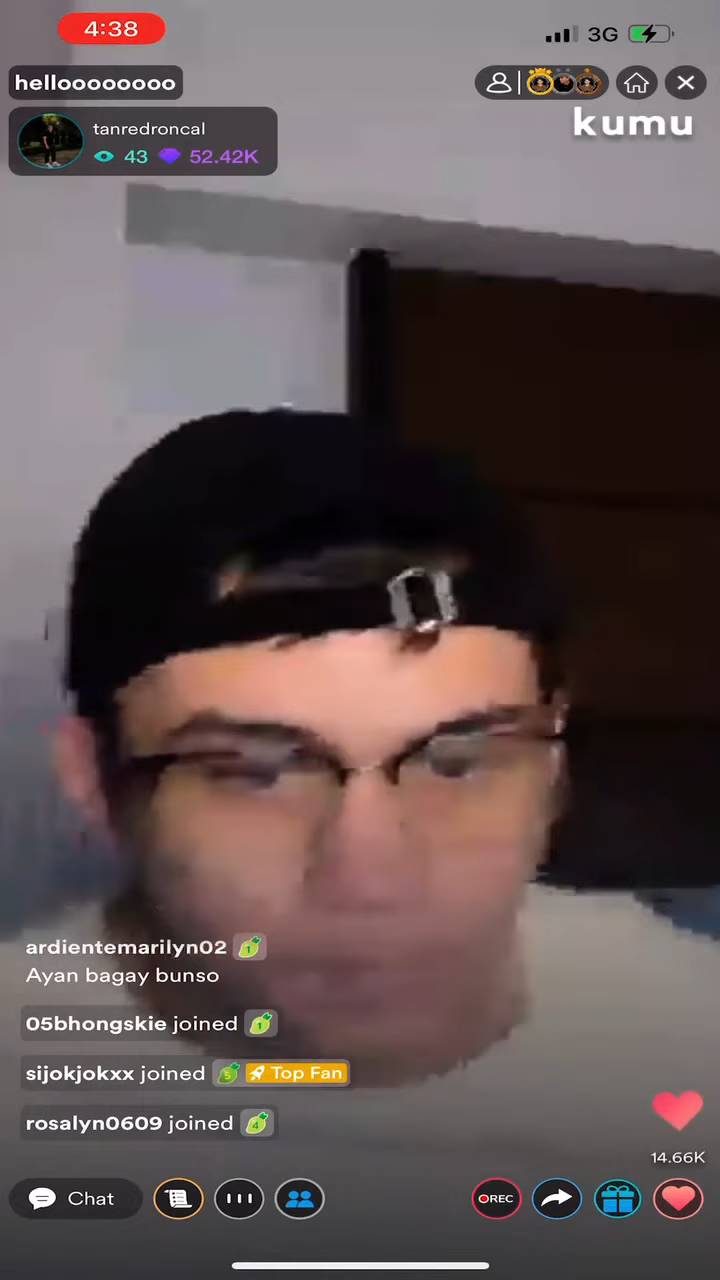 4:38
3G
hellooooooooo
kumu
tanredroncal
43 52.42K
ardientemarilyn02 1
Ayan bagay bunso
05bhongskie joined 1
sijokjokxx joined 5 Top Fan
rosalyn0609 joined 4
14.66K
Chat
REC